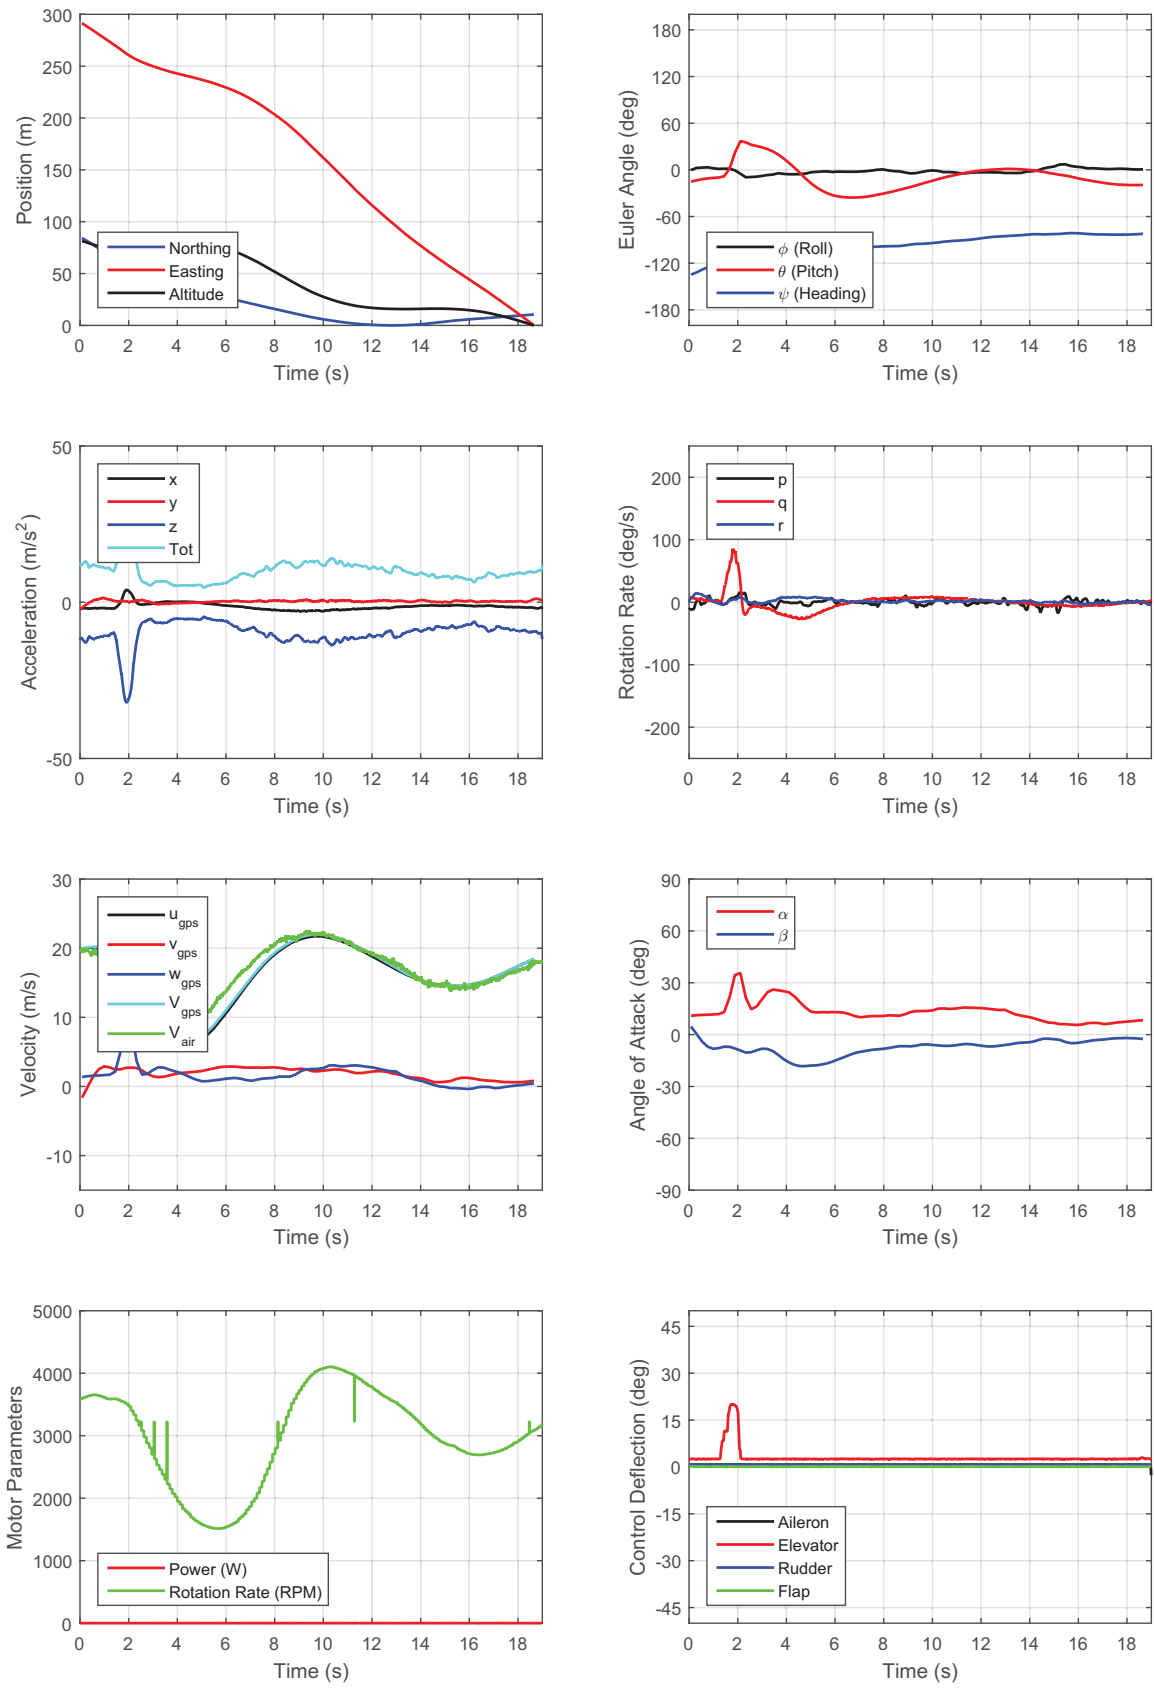 Position (m)
300
250
200
150
100
50
0
Northing
Easting
Altitude
0 2 4 6 8 10 12 14 16 18
Time (s)
Euler Angle (deg)
180
120
60
0
-60
-120
-180
ϕ (Roll)
θ (Pitch)
ψ (Heading)
0 2 4 6 8 10 12 14 16 18
Time (s)
Acceleration (m/s²)
50
0
-50
x
y
z
Tot
0 2 4 6 8 10 12 14 16 18
Time (s)
Rotation Rate (deg/s)
200
100
0
-100
-200
p
q
r
0 2 4 6 8 10 12 14 16 18
Time (s)
Velocity (m/s)
30
20
10
0
-10
u_gps
v_gps
w_gps
V_gps
V_air
0 2 4 6 8 10 12 14 16 18
Time (s)
Angle of Attack (deg)
90
60
30
0
-30
-60
-90
α
β
0 2 4 6 8 10 12 14 16 18
Time (s)
Motor Parameters
5000
4000
3000
2000
1000
0
Power (W)
Rotation Rate (RPM)
0 2 4 6 8 10 12 14 16 18
Time (s)
Control Deflection (deg)
45
30
15
0
-15
-30
-45
Aileron
Elevator
Rudder
Flap
0 2 4 6 8 10 12 14 16 18
Time (s)